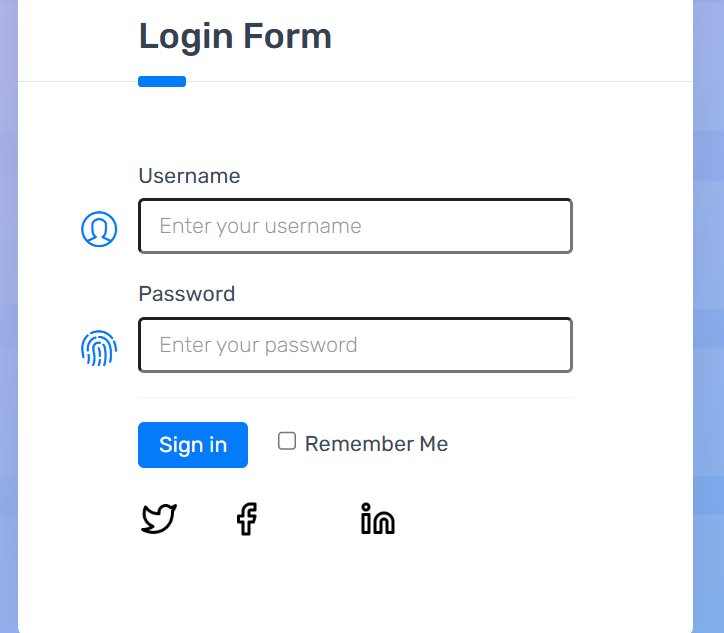 Login Form
Username
Enter your username
Password
Enter your password
Sign in
Remember Me